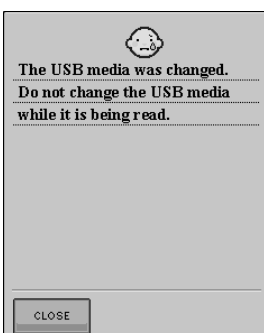 The USB media was changed.
Do not change the USB media
while it is being read.
CLOSE